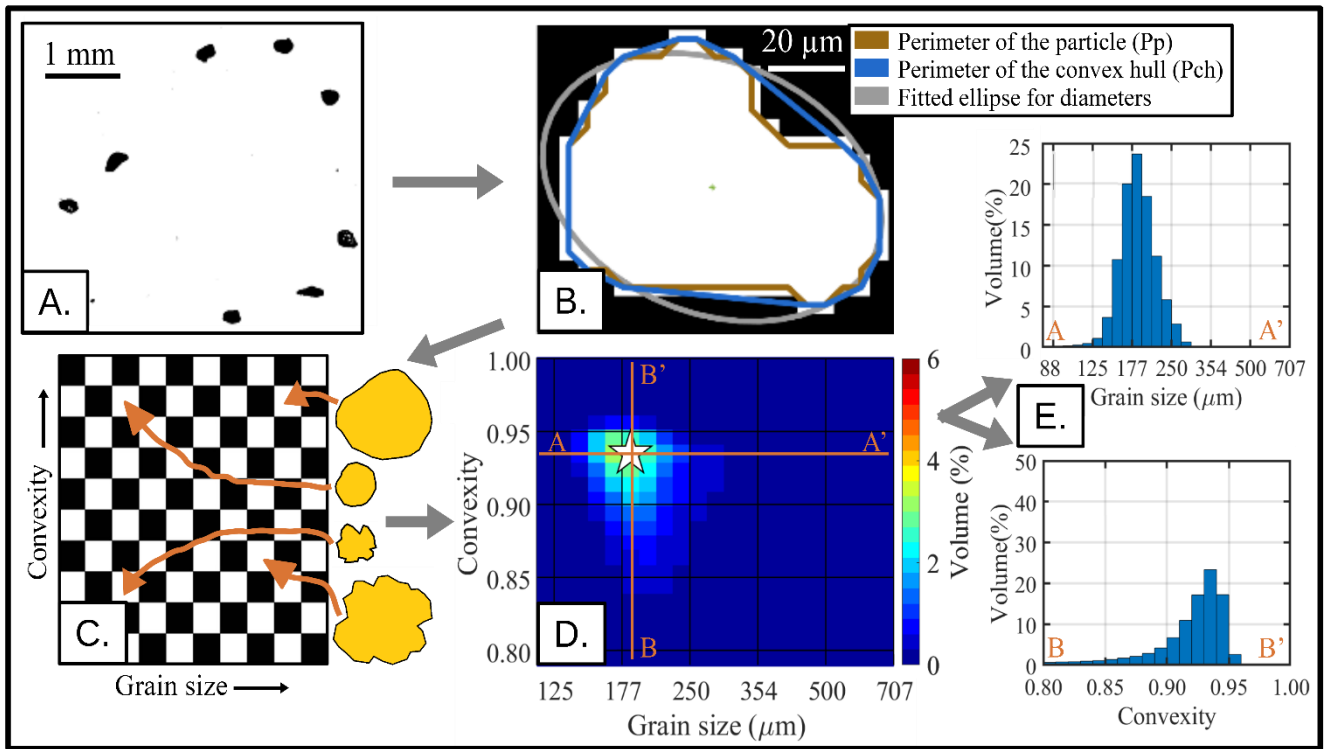 1 mm
A.
20 µm
Perimeter of the particle (Pp)
Perimeter of the convex hull (Pch)
Fitted ellipse for diameters
B.
Convexity
C.
Grain size
1.00
0.95
0.90
0.85
0.80
Convexity
B'
A
A'
B
D.
125 177 250 354 500 707
Grain size (µm)
6
4
2
0
Volume (%)
25
20
15
10
5
0
Volume(%)
A
A'
88 125 177 250 354 500 707
Grain size (µm)
E.
50
40
30
20
10
0
Volume(%)
B
B'
0.80 0.85 0.90 0.95 1.00
Convexity